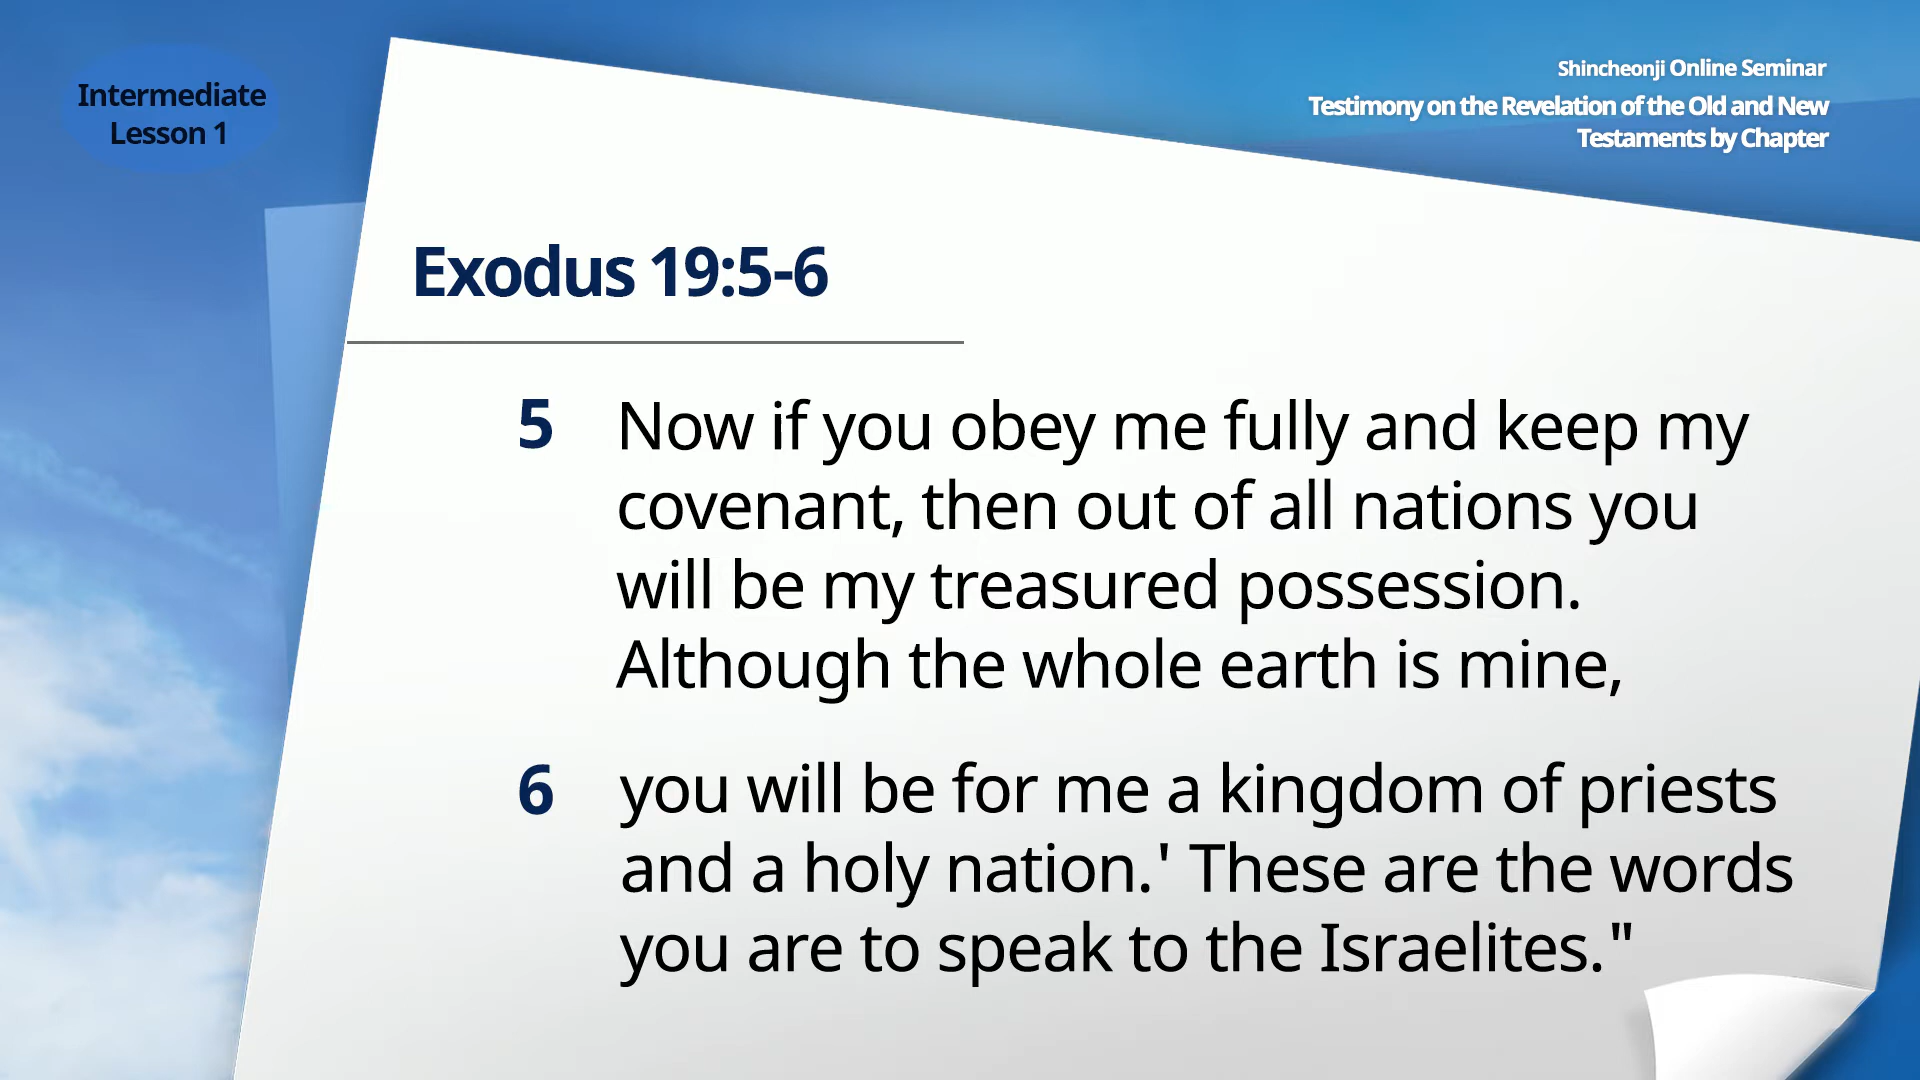 Intermediate
Lesson 1
Shincheonji Online Seminar
Testimony on the Revelation of the Old and New
Testaments by Chapter
Exodus 19:5-6
5 Now if you obey me fully and keep my
covenant, then out of all nations you
will be my treasured possession.
Although the whole earth is mine,
6 you will be for me a kingdom of priests
and a holy nation.' These are the words
you are to speak to the Israelites."